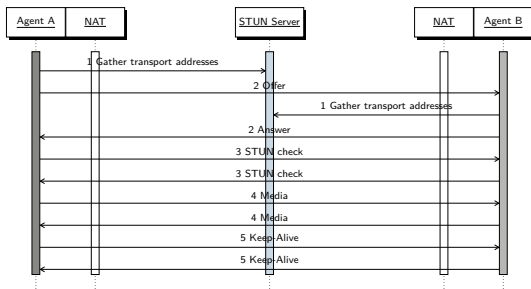 Agent A NAT STUN Server NAT Agent B
1 Gather transport addresses
2 Offer
1 Gather transport addresses
2 Answer
3 STUN check
3 STUN check
4 Media
4 Media
5 Keep-Alive
5 Keep-Alive